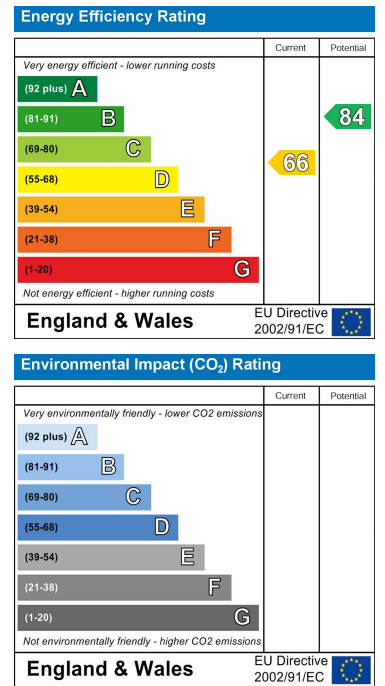 Energy Efficiency Rating
Current Potential
Very energy efficient - lower running costs
(92 plus) A
(81-91) B
84
(69-80) C
66
(55-68) D
(39-54) E
(21-38) F
(1-20) G
Not energy efficient - higher running costs
England & Wales
EU Directive
2002/91/EC
Environmental Impact (CO₂) Rating
Current Potential
Very environmentally friendly - lower CO2 emissions
(92 plus) A
(81-91) B
(69-80) C
(55-68) D
(39-54) E
(21-38) F
(1-20) G
Not environmentally friendly - higher CO2 emissions
England & Wales
EU Directive
2002/91/EC